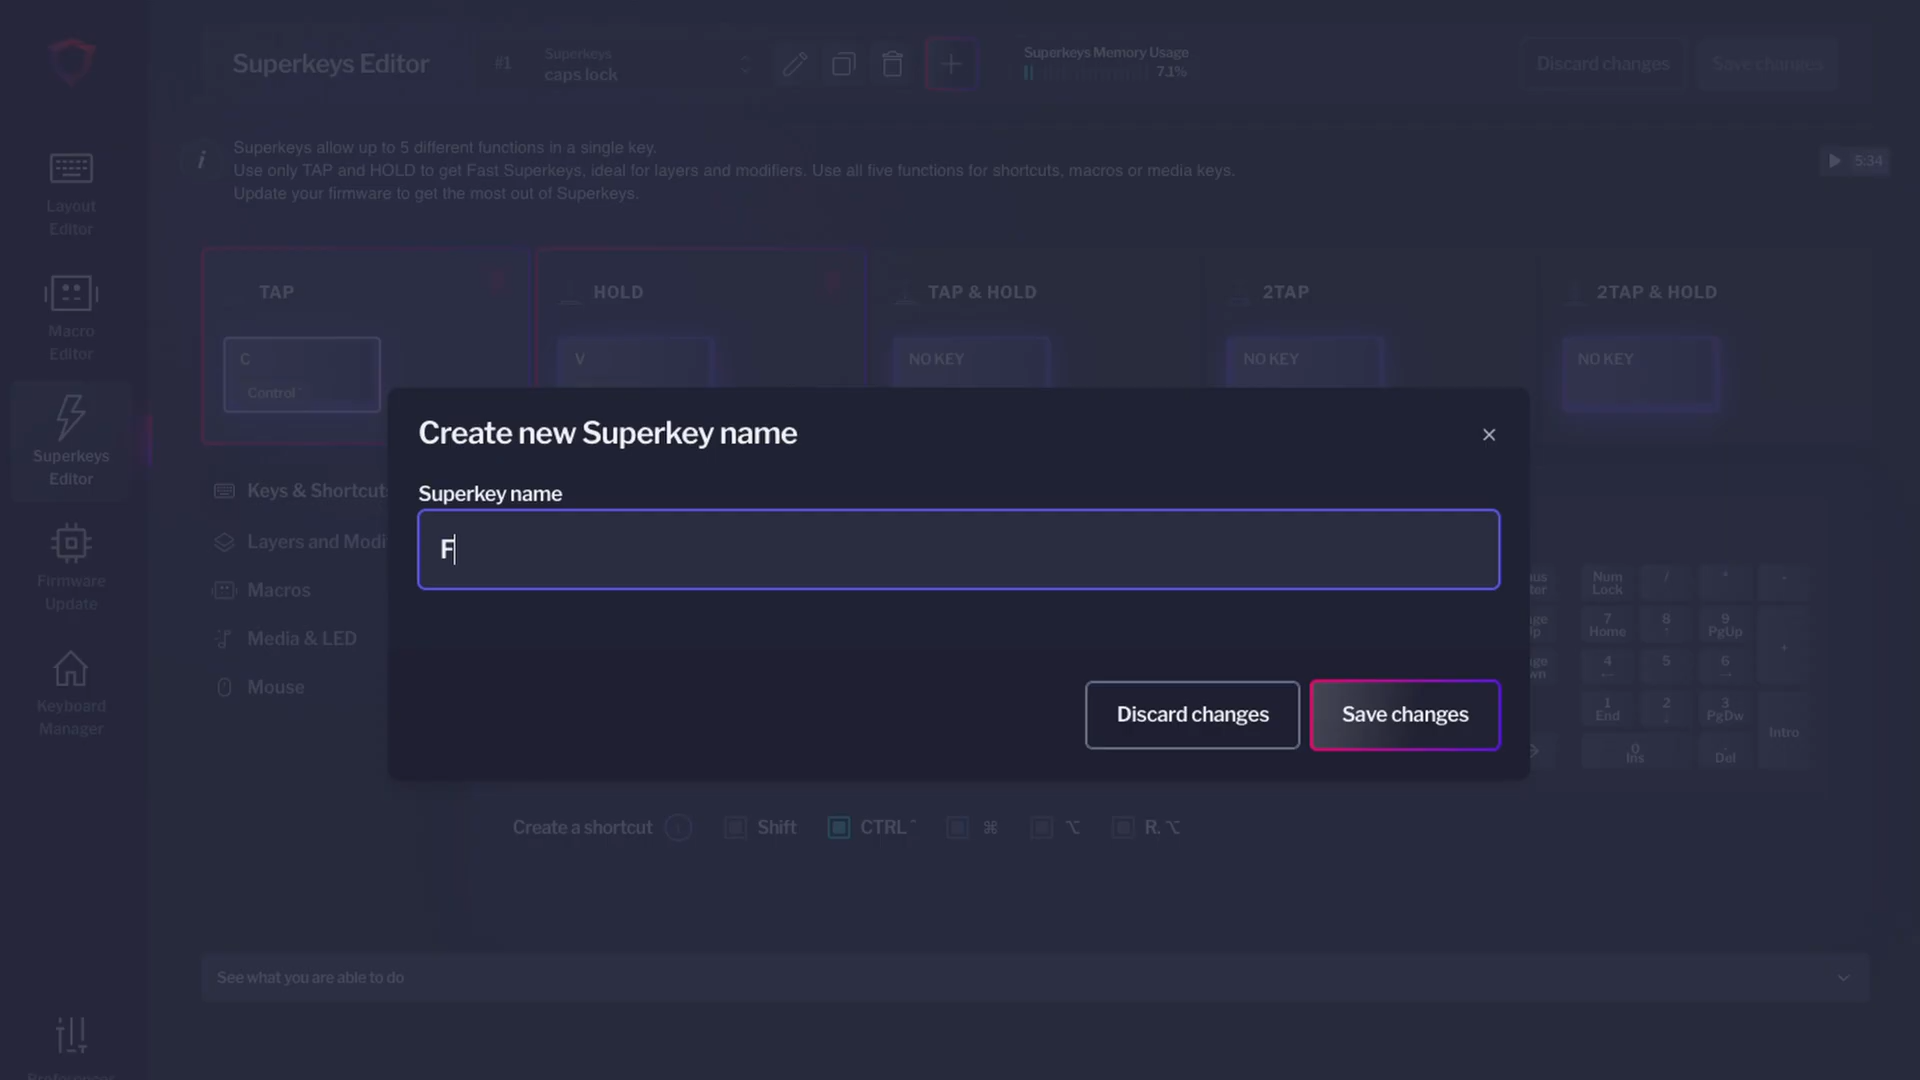 Superkeys Editor
#1
Superkeys
caps lock
Superkeys Memory Usage
7.1%
Discard changes
Save changes
i
Superkeys allow up to 5 different functions in a single key.
Use only TAP and HOLD to get Fast Superkeys, ideal for layers and modifiers. Use all five functions for shortcuts, macros or media keys.
Update your firmware to get the most out of Superkeys.
5:34
Layout
Editor
Macro
Editor
Superkeys
Editor
Firmware
Update
Keyboard
Manager
TAP
C
Control
HOLD
V
TAP & HOLD
NO KEY
2TAP
NO KEY
2TAP & HOLD
NO KEY
Keys & Shortcuts
Layers and Modi
Macros
Media & LED
Mouse
Create new Superkey name
×
Superkey name
F
Discard changes
Save changes
Num
Lock
/
*
-
7
Home
8
9
PgUp
+
4
←
5
6
→
1
End
2
3
PgDw
Intro
0
Ins
.
Del
Create a shortcut
Shift
CTRL
⌘
⌥
R. ⌥
See what you are able to do
Preferences